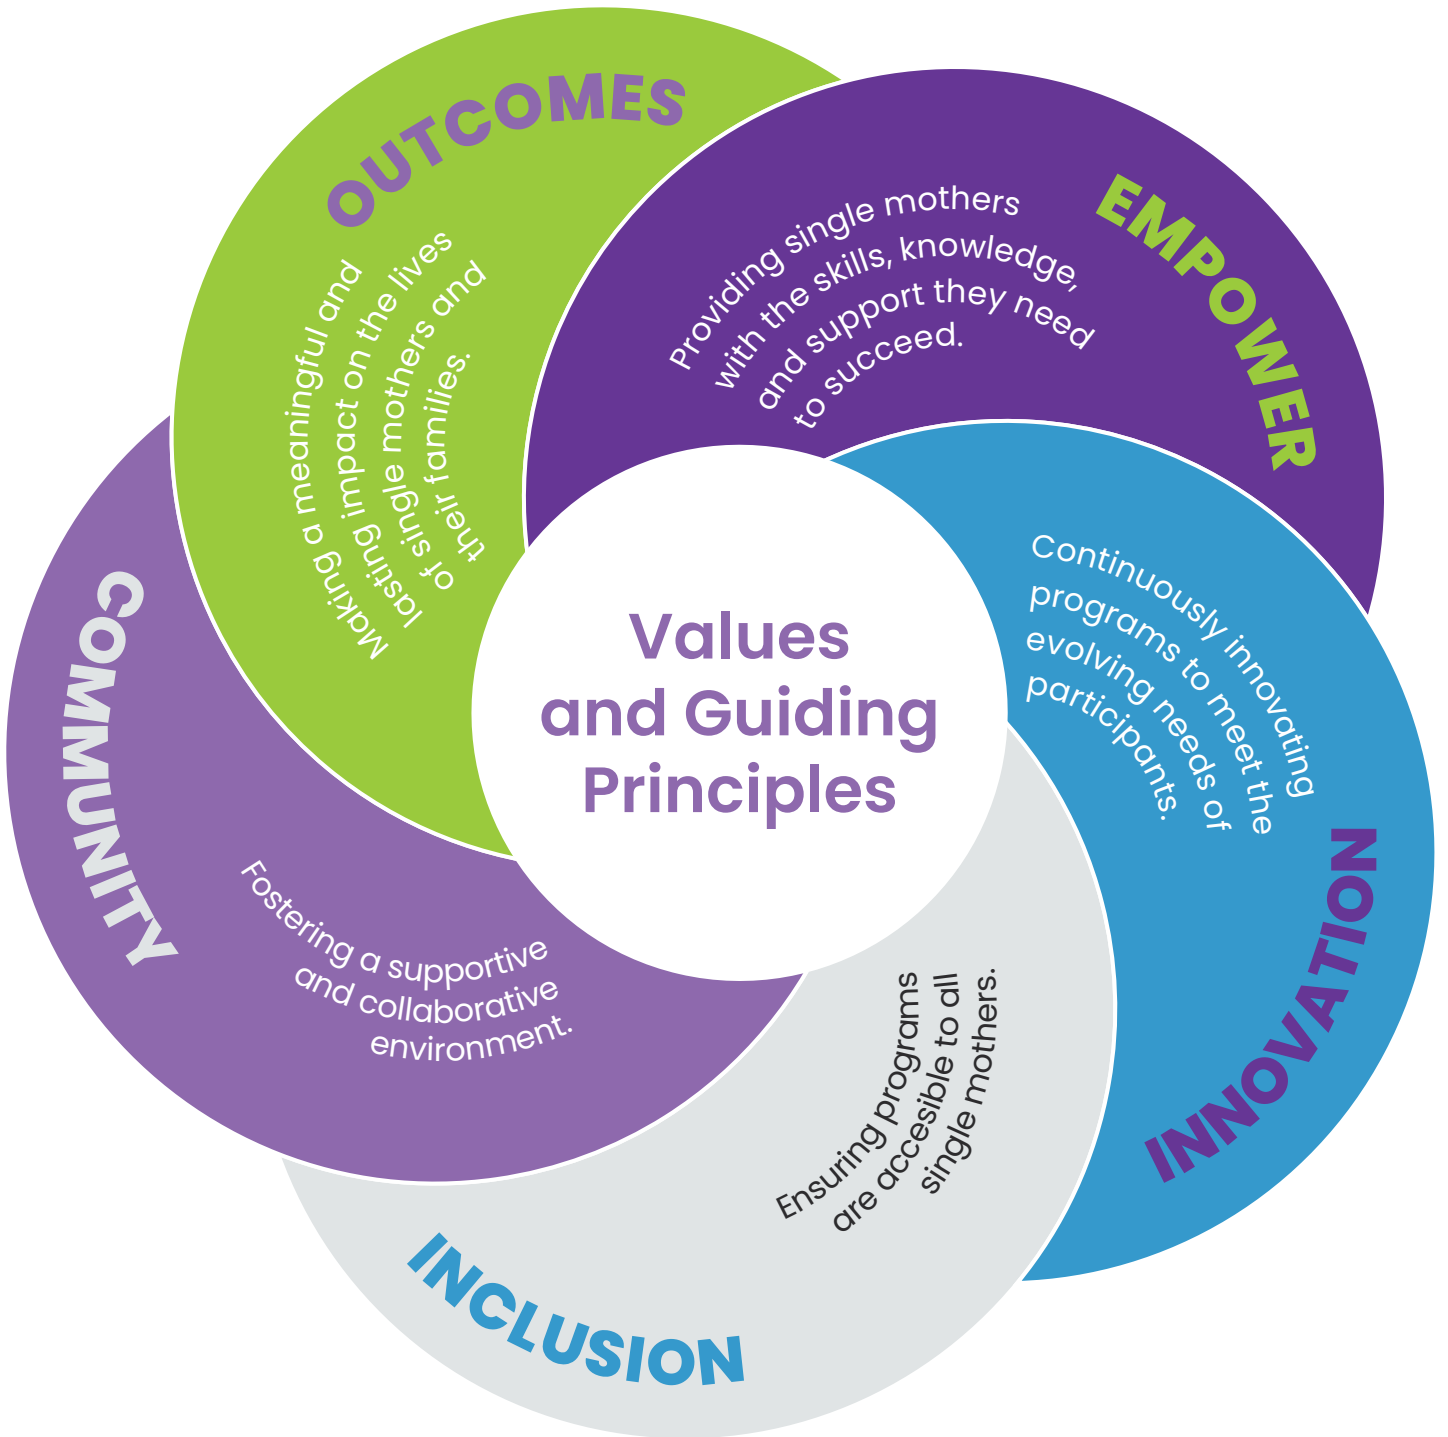 Values
and Guiding
Principles
OUTCOMES
Making a meaningful and
lasting impact on the lives
of single mothers and
their families.
EMPOWER
Providing single mothers
with the skills, knowledge,
and support they need
to succeed.
INNOVATION
Continuously innovating
programs to meet the
evolving needs of
participants.
INCLUSION
Ensuring programs
are accesible to all
single mothers.
COMMUNITY
Fostering a supportive
and collaborative
environment.